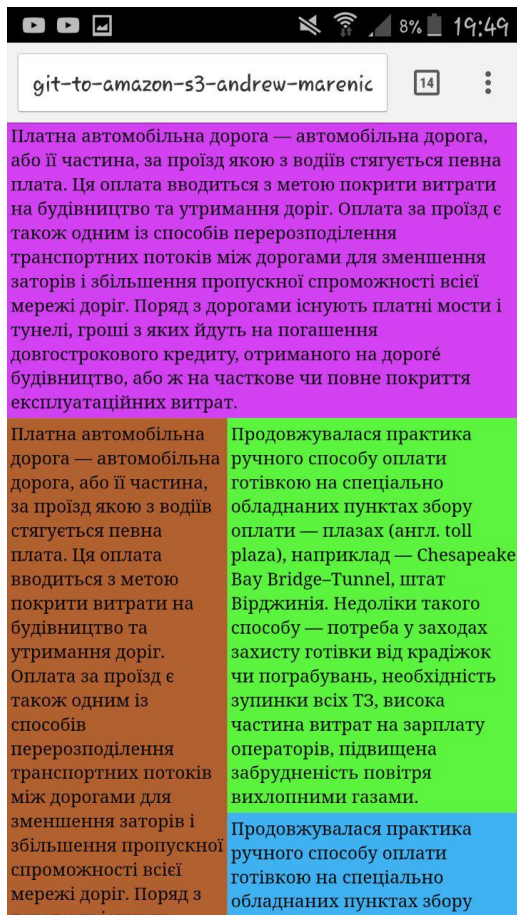 8% 19:49
git-to-amazon-s3-andrew-marenic
14
Платна автомобільна дорога — автомобільна дорога,
або її частина, за проїзд якою з водіїв стягується певна
плата. Ця оплата вводиться з метою покрити витрати
на будівництво та утримання доріг. Оплата за проїзд є
також одним із способів перерозподілення
транспортних потоків між дорогами для зменшення
заторів і збільшення пропускної спроможності всієї
мережі доріг. Поряд з дорогами існують платні мости і
тунелі, гроші з яких йдуть на погашення
довгострокового кредиту, отриманого на дороге́
будівництво, або ж на часткове чи повне покриття
експлуатаційних витрат.
Платна автомобільна
дорога — автомобільна
дорога, або її частина,
за проїзд якою з водіїв
стягується певна
плата. Ця оплата
вводиться з метою
покрити витрати на
будівництво та
утримання доріг.
Оплата за проїзд є
також одним із
способів
перерозподілення
транспортних потоків
між дорогами для
зменшення заторів і
збільшення пропускної
спроможності всієї
мережі доріг. Поряд з
Продовжувалася практика
ручного способу оплати
готівкою на спеціально
обладнаних пунктах збору
оплати — плазах (англ. toll
plaza), наприклад — Chesapeake
Bay Bridge–Tunnel, штат
Вірджинія. Недоліки такого
способу — потреба у заходах
захисту готівки від крадіжок
чи пограбувань, необхідність
зупинки всіх ТЗ, висока
частина витрат на зарплату
операторів, підвищена
забрудненість повітря
вихлопними газами.
Продовжувалася практика
ручного способу оплати
готівкою на спеціально
обладнаних пунктах збору